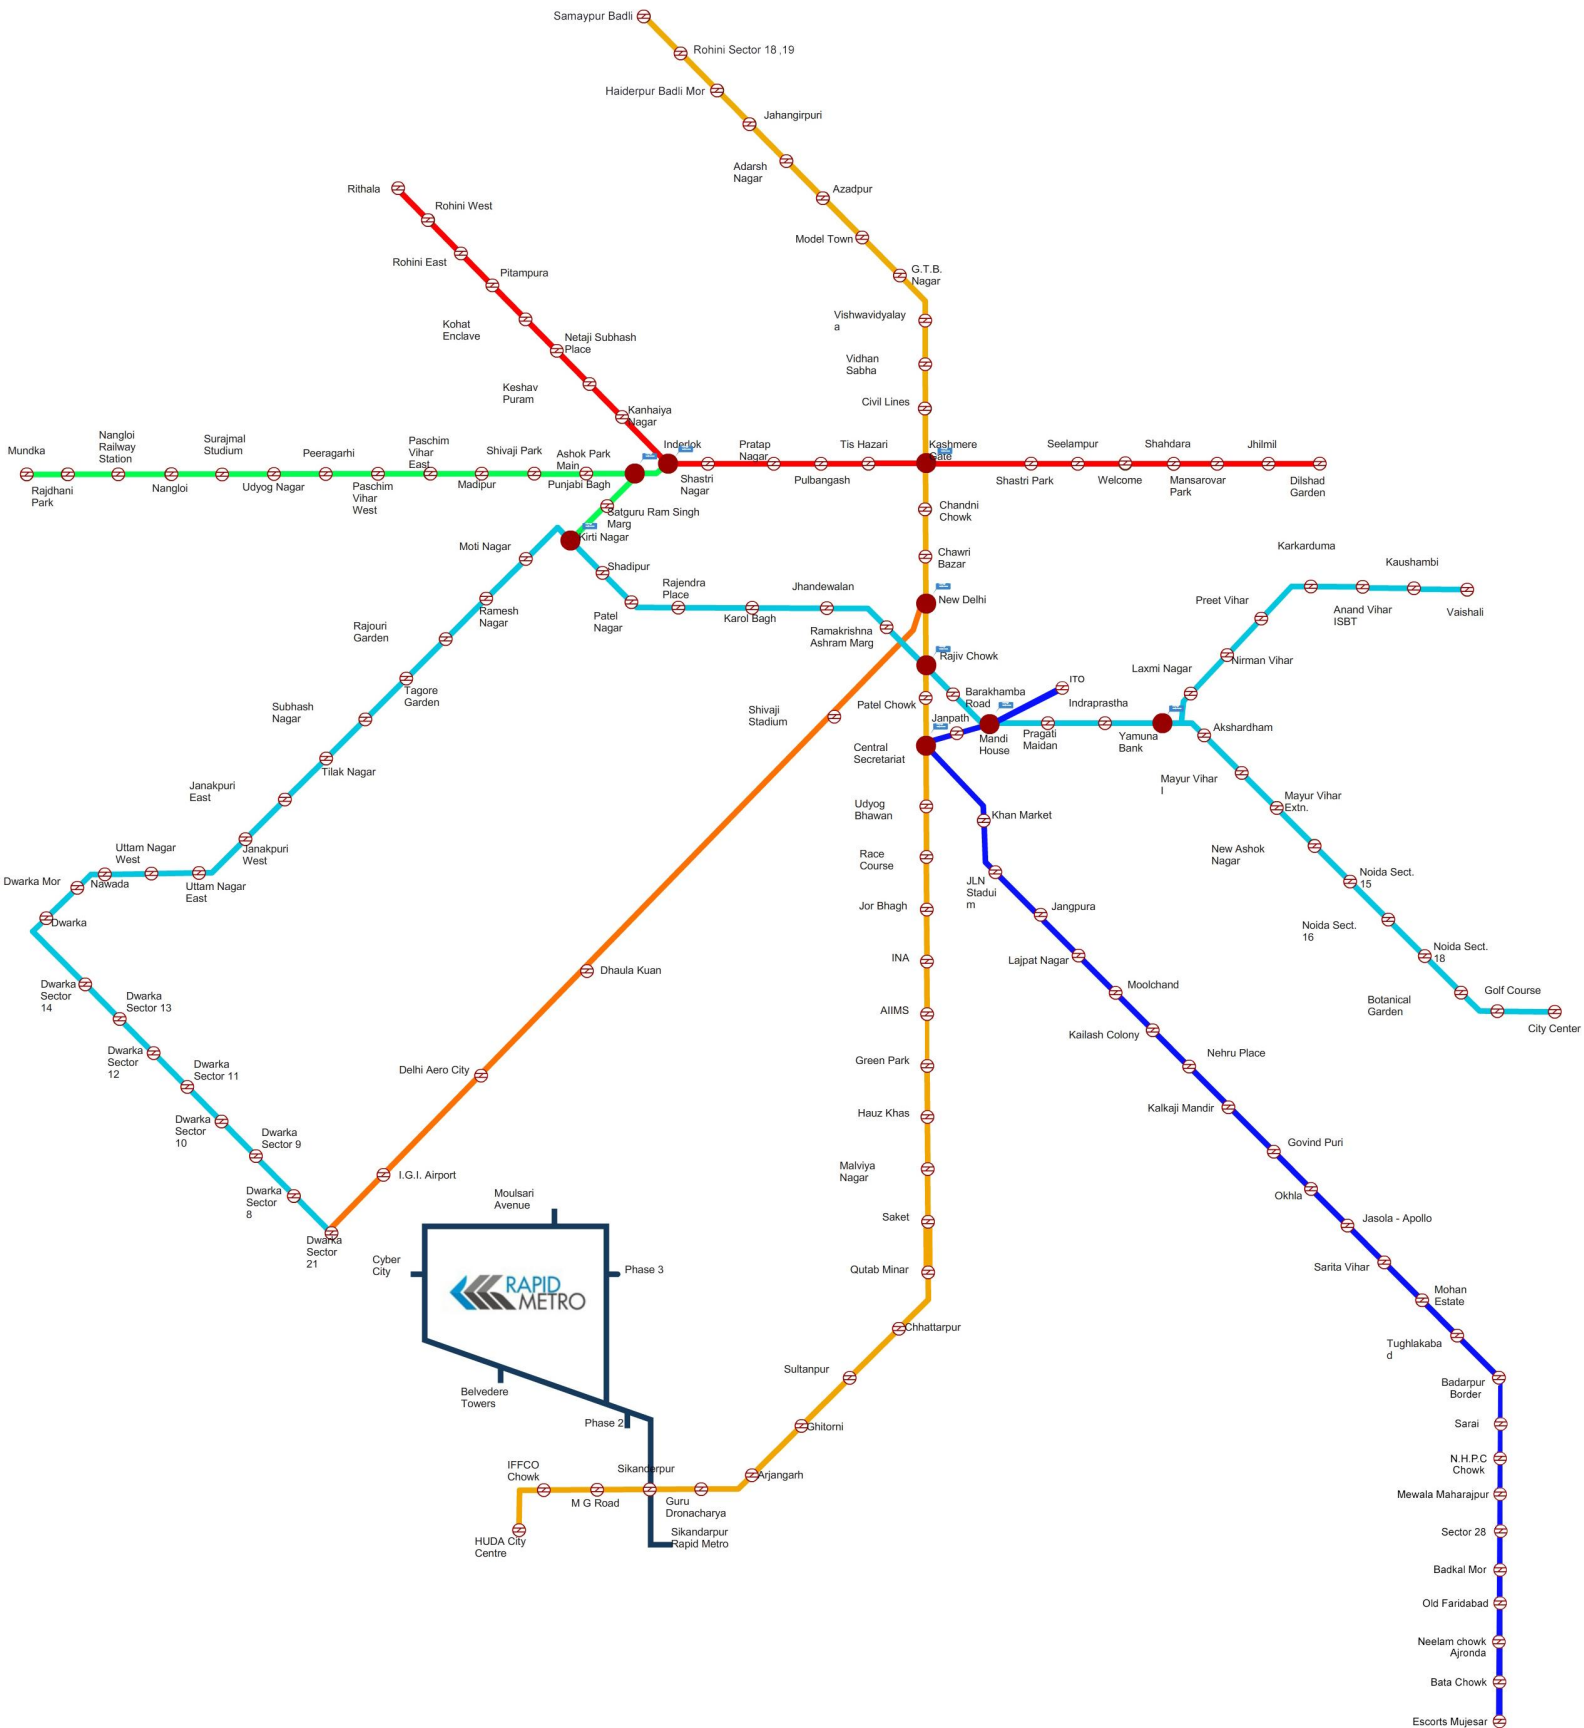 Samaypur Badli
Rohini Sector 18 ,19
Haiderpur Badli Mor
Jahangirpuri
Adarsh
Nagar
Azadpur
Model Town
G.T.B.
Nagar
Vishwavidyalay
a
Vidhan
Sabha
Civil Lines
Rithala
Rohini West
Rohini East
Pitampura
Kohat
Enclave
Netaji Subhash
Place
Keshav
Puram
Kanhaiya
Nagar
Inderlok
Shastri
Nagar
Pratap
Nagar
Pulbangash
Tis Hazari
Kashmere
Gate
Shastri Park
Seelampur
Welcome
Shahdara
Mansarovar
Park
Jhilmil
Dilshad
Garden
Mundka
Rajdhani
Park
Nangloi
Railway
Station
Nangloi
Surajmal
Studium
Udyog Nagar
Peeragarhi
Paschim
Vihar
West
Paschim
Vihar
East
Madipur
Shivaji Park
Punjabi Bagh
Ashok Park
Main
Satguru Ram Singh
Marg
Kirti Nagar
Chandni
Chowk
Chawri
Bazar
New Delhi
Rajiv Chowk
Patel Chowk
Central
Secretariat
Moti Nagar
Shadipur
Patel
Nagar
Rajendra
Place
Karol Bagh
Jhandewalan
Ramakrishna
Ashram Marg
Barakhamba
Road
Janpath
Mandi
House
ITO
Pragati
Maidan
Indraprastha
Yamuna
Bank
Laxmi Nagar
Nirman Vihar
Preet Vihar
Karkarduma
Anand Vihar
ISBT
Kaushambi
Vaishali
Akshardham
Mayur Vihar
I
Mayur Vihar
Extn.
New Ashok
Nagar
Noida Sect.
15
Noida Sect.
16
Noida Sect.
18
Botanical
Garden
Golf Course
City Center
Ramesh
Nagar
Rajouri
Garden
Tagore
Garden
Subhash
Nagar
Tilak Nagar
Janakpuri
East
Janakpuri
West
Uttam Nagar
East
Uttam Nagar
West
Nawada
Dwarka Mor
Dwarka
Dwarka
Sector
14
Dwarka
Sector 13
Dwarka
Sector
12
Dwarka
Sector 11
Dwarka
Sector
10
Dwarka
Sector 9
Dwarka
Sector
8
Dwarka
Sector
21
Shivaji
Stadium
Dhaula Kuan
Delhi Aero City
I.G.I. Airport
Udyog
Bhawan
Race
Course
Jor Bhagh
INA
AIIMS
Green Park
Hauz Khas
Malviya
Nagar
Saket
Qutab Minar
Chhattarpur
Sultanpur
Ghitorni
Arjangarh
Guru
Dronacharya
Sikanderpur
M G Road
IFFCO
Chowk
HUDA City
Centre
Khan Market
JLN
Stadui
m
Jangpura
Lajpat Nagar
Moolchand
Kailash Colony
Nehru Place
Kalkaji Mandir
Govind Puri
Okhla
Jasola - Apollo
Sarita Vihar
Mohan
Estate
Tughlakaba
d
Badarpur
Border
Sarai
N.H.P.C
Chowk
Mewala Maharajpur
Sector 28
Badkal Mor
Old Faridabad
Neelam chowk
Ajronda
Bata Chowk
Escorts Mujesar
Moulsari
Avenue
Cyber
City
Phase 3
RAPID
METRO
Belvedere
Towers
Phase 2
Sikandarpur
Rapid Metro